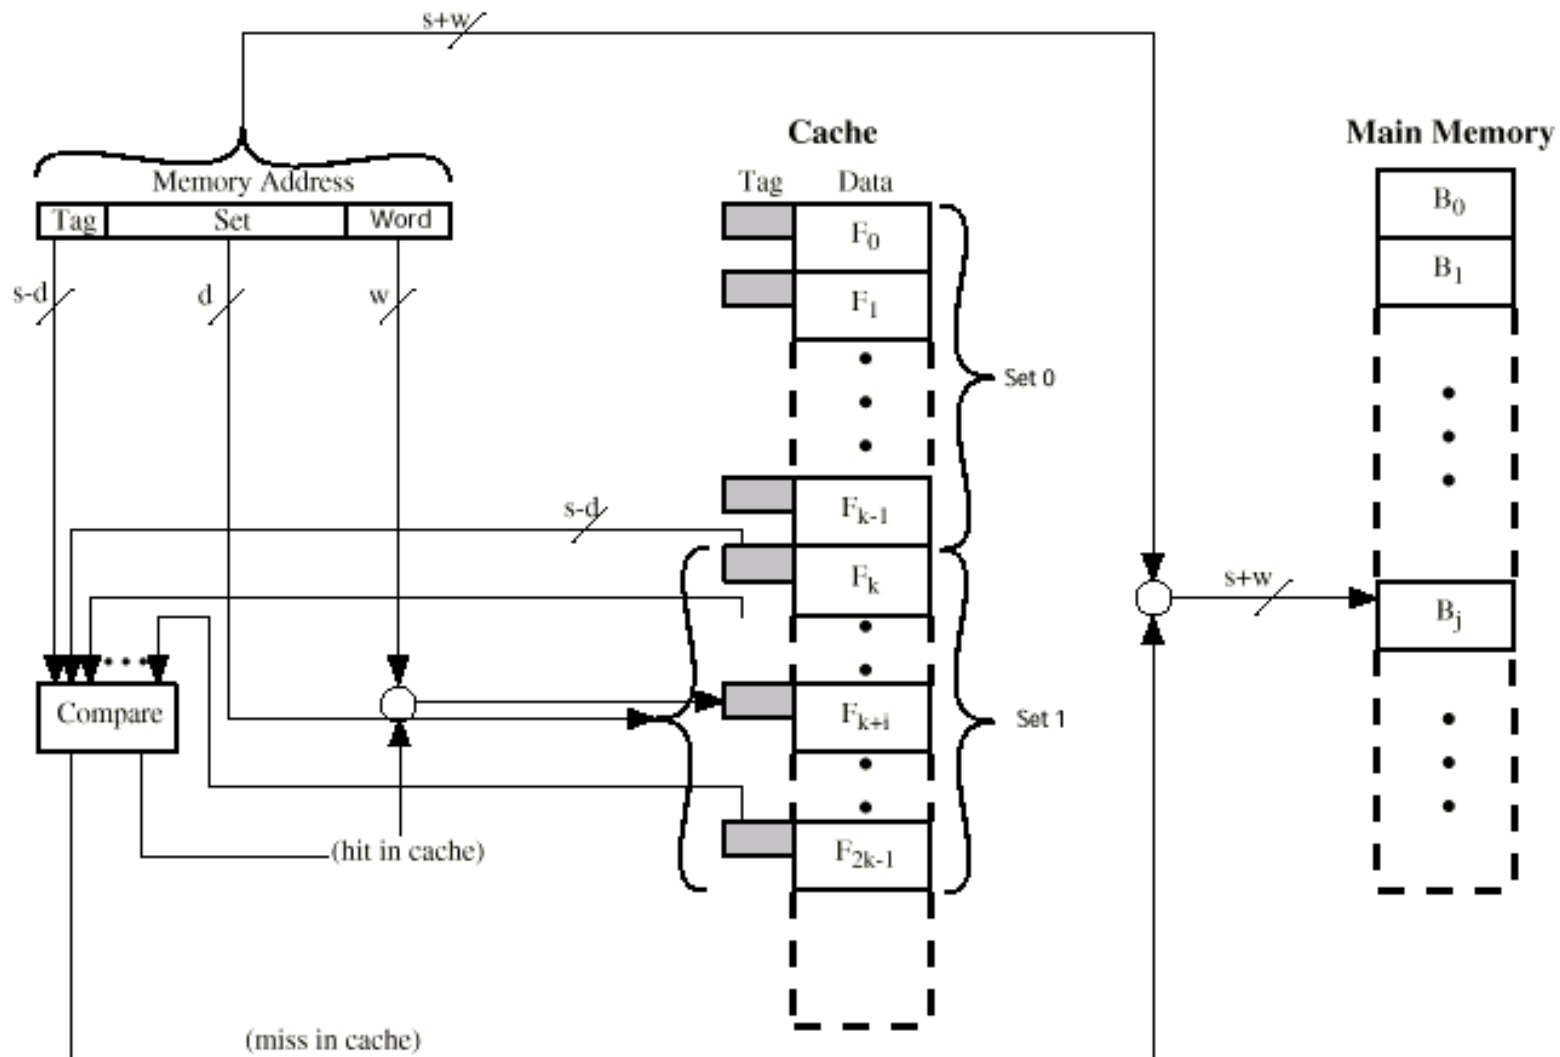 s+w
Cache
Main Memory
Memory Address
Tag Data
Tag Set Word
F0
B0
B1
F1
s-d
d
w
Set 0
s-d
Fk-1
Fk
s+w
Bj
Compare
Fk+i
Set 1
(hit in cache)
F2k-1
(miss in cache)